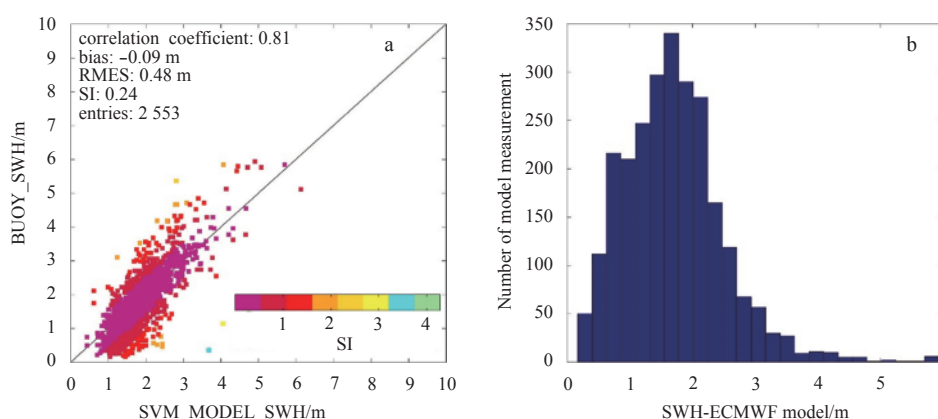 10
9
8
7
6
5
4
3
2
1
0
BUOY_SWH/m
correlation coefficient: 0.81
bias: −0.09 m
RMES: 0.48 m
SI: 0.24
entries: 2 553
a
1 2 3 4
SI
0 1 2 3 4 5 6 7 8 9 10
SVM_MODEL_SWH/m
350
300
250
200
150
100
50
0
Number of model measurement
b
0 1 2 3 4 5
SWH-ECMWF model/m